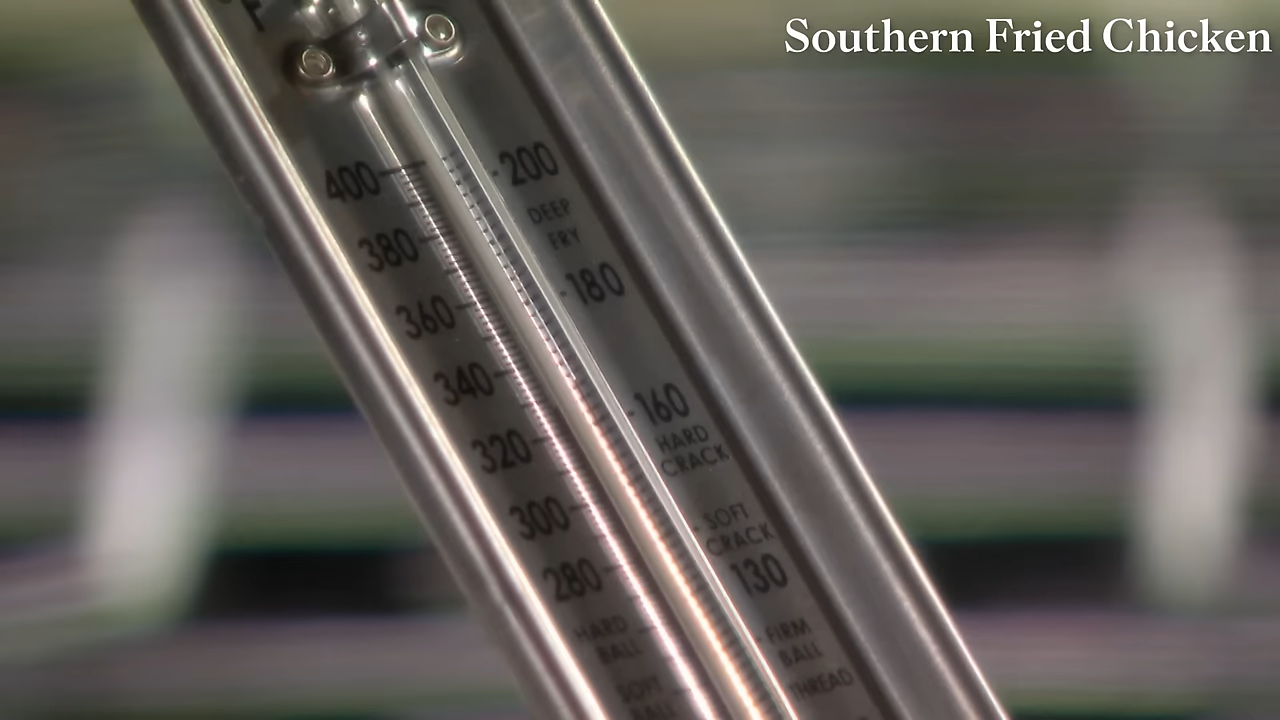 Southern Fried Chicken
°F
400
200
DEEP
FRY
380
180
360
340
160
HARD
CRACK
320
SOFT
CRACK
300
130
280
HARD
BALL
FIRM
BALL
SOFT
BALL
THREAD